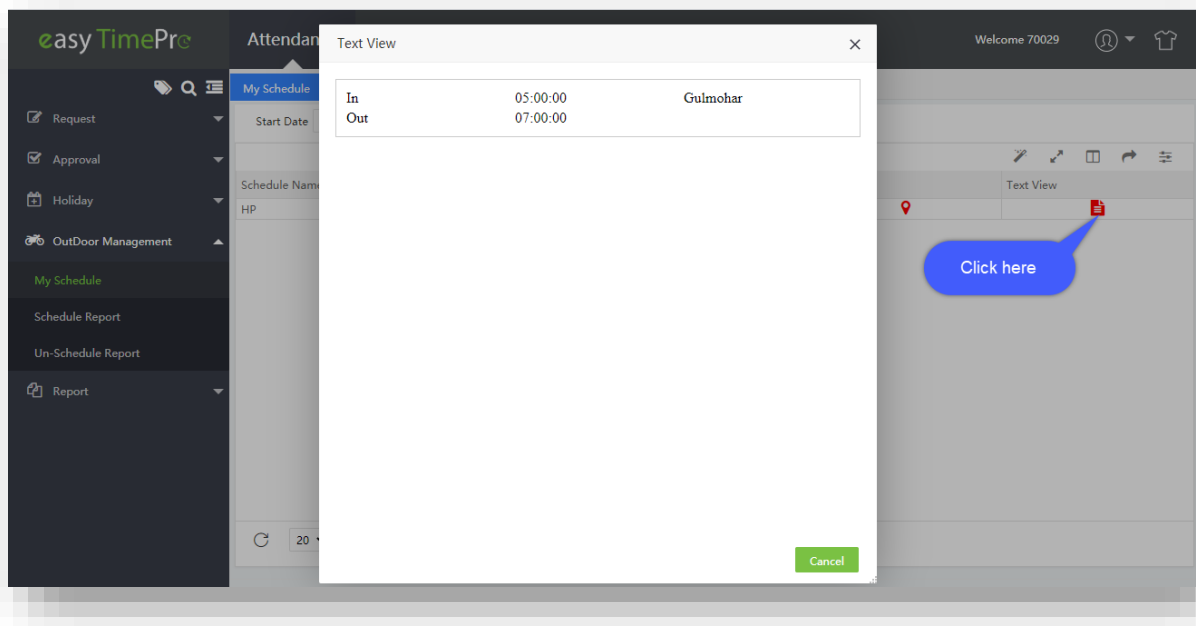 easy TimePro
Attendan
Welcome 70029
Text View
My Schedule
Start Date
In 05:00:00 Gulmohar
Out 07:00:00
Request
Approval
Holiday
OutDoor Management
My Schedule
Schedule Report
Un-Schedule Report
Report
Schedule Name
Text View
HP
Click here
20
Cancel